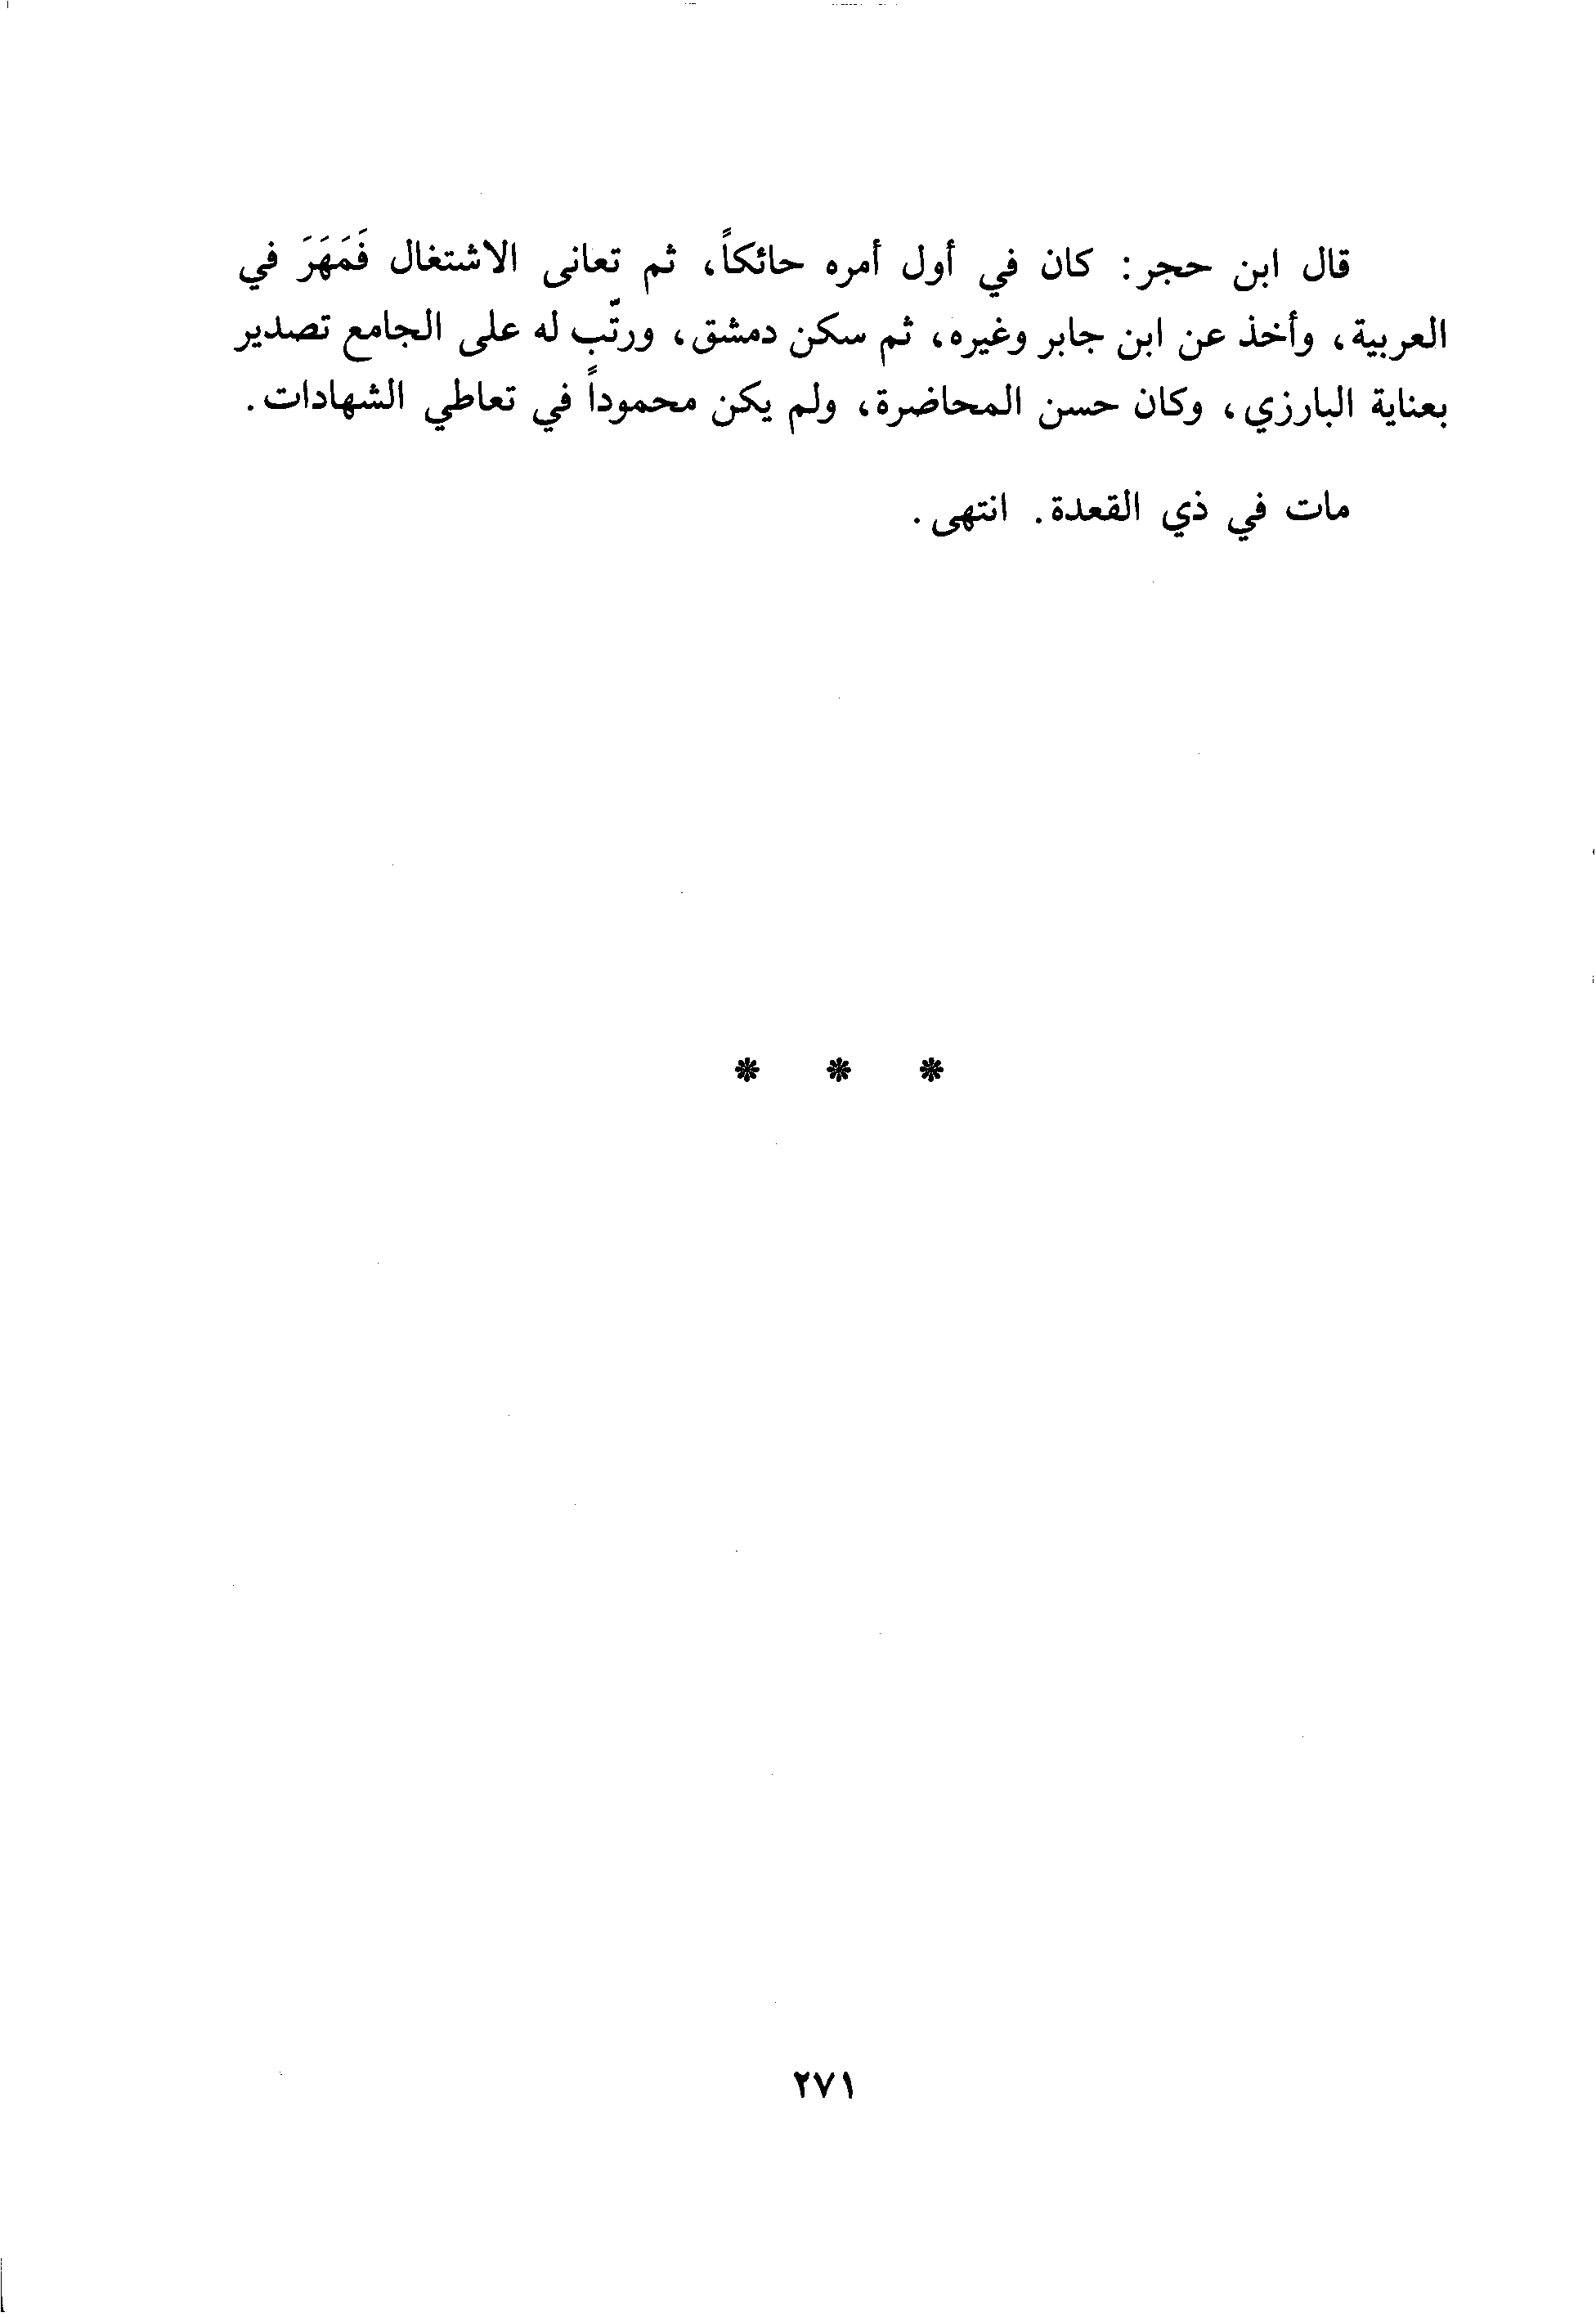 قال ابن حجر: كان في أول أمره حائكاً، ثم تعانى الاشتغال فَمَهَرَ في
العربية، وأخذ عن ابن جابر وغيره، ثم سكن دمشق، ورتّب له على الجامع تصدير
بعناية البارزي، وكان حسن المحاضرة، ولم يكن محموداً في تعاطي الشهادات.
مات في ذي القعدة. انتهى.
* * *
٢٧١